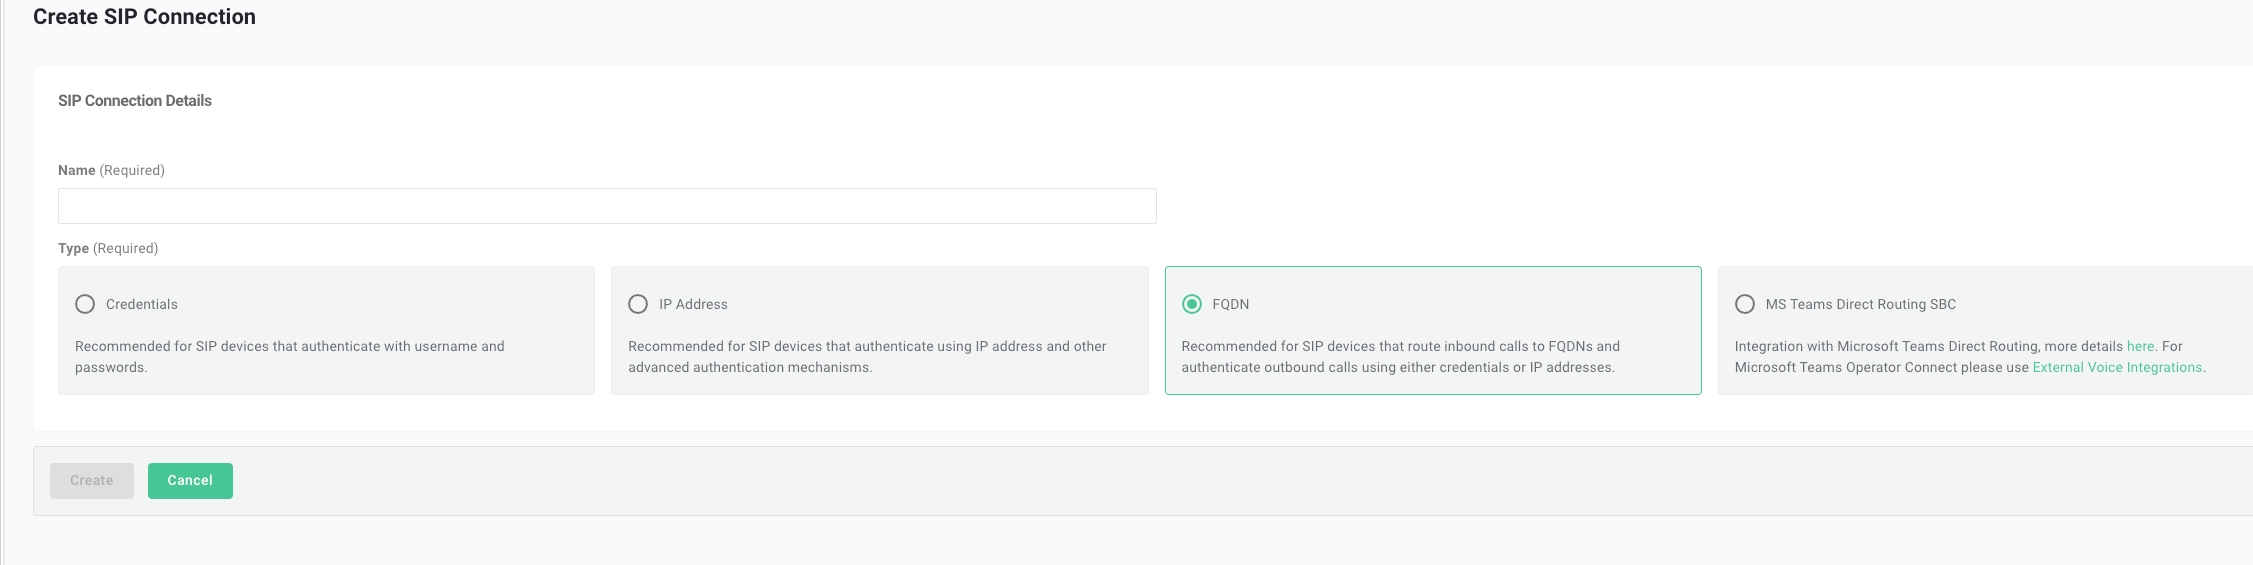 Create SIP Connection
SIP Connection Details
Name (Required)
Type (Required)
Credentials
Recommended for SIP devices that authenticate with username and
passwords.
IP Address
Recommended for SIP devices that authenticate using IP address and other
advanced authentication mechanisms.
FQDN
Recommended for SIP devices that route inbound calls to FQDNs and
authenticate outbound calls using either credentials or IP addresses.
MS Teams Direct Routing SBC
Integration with Microsoft Teams Direct Routing, more details here. For
Microsoft Teams Operator Connect please use External Voice Integrations.
Create
Cancel